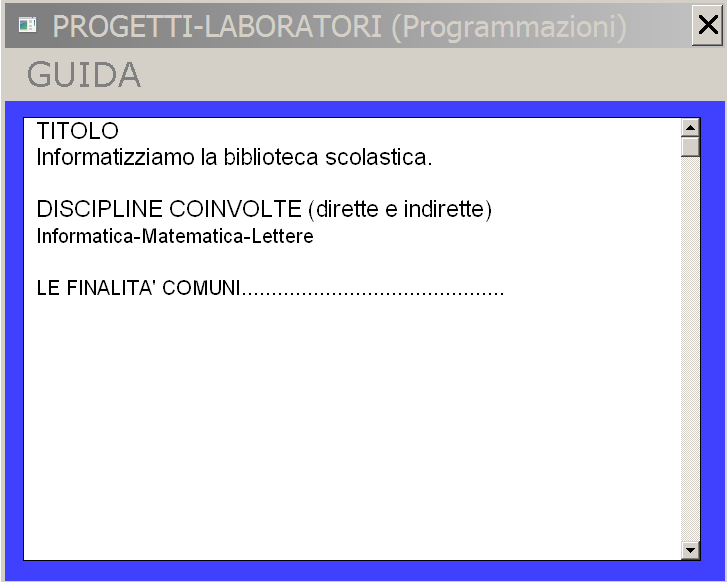 PROGETTI-LABORATORI (Programmazioni)
GUIDA
TITOLO
Informatizziamo la biblioteca scolastica.
DISCIPLINE COINVOLTE (dirette e indirette)
Informatica-Matematica-Lettere
LE FINALITA' COMUNI............................................